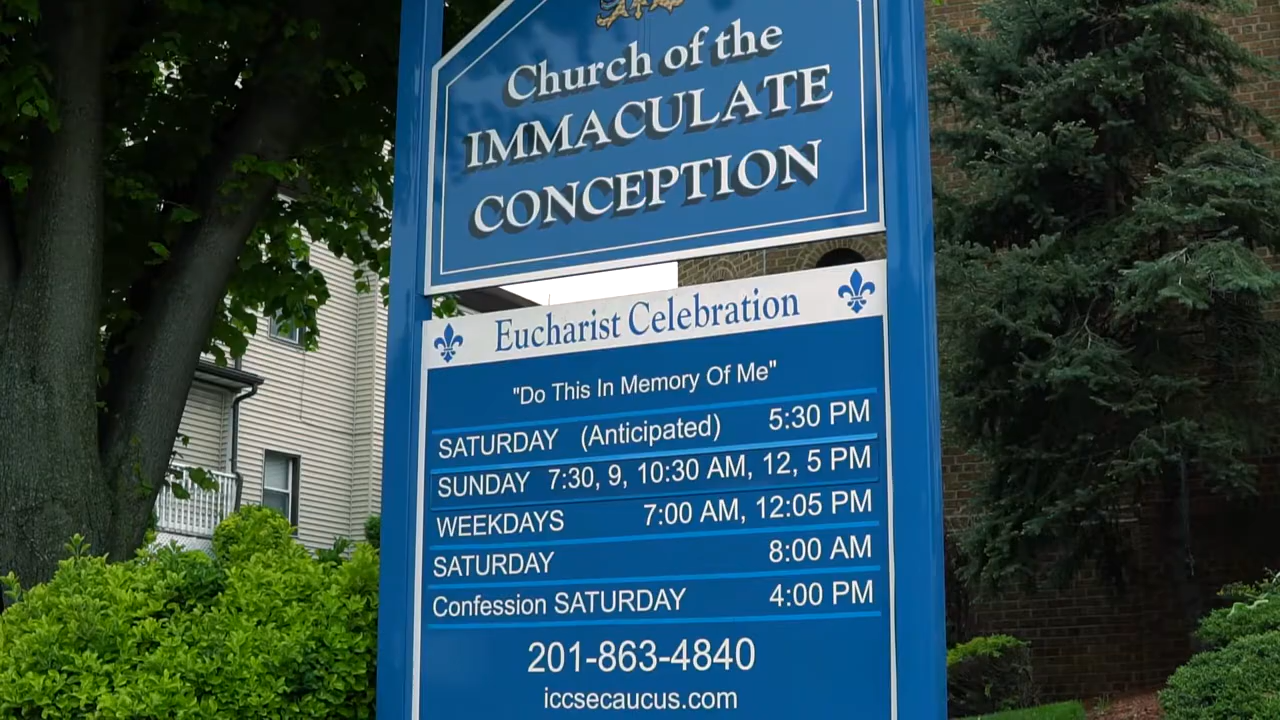 Church of the
IMMACULATE
CONCEPTION
Eucharist Celebration
"Do This In Memory Of Me"
SATURDAY (Anticipated) 5:30 PM
SUNDAY 7:30, 9, 10:30 AM, 12, 5 PM
WEEKDAYS 7:00 AM, 12:05 PM
SATURDAY 8:00 AM
Confession SATURDAY 4:00 PM
201-863-4840
iccsecaucus.com